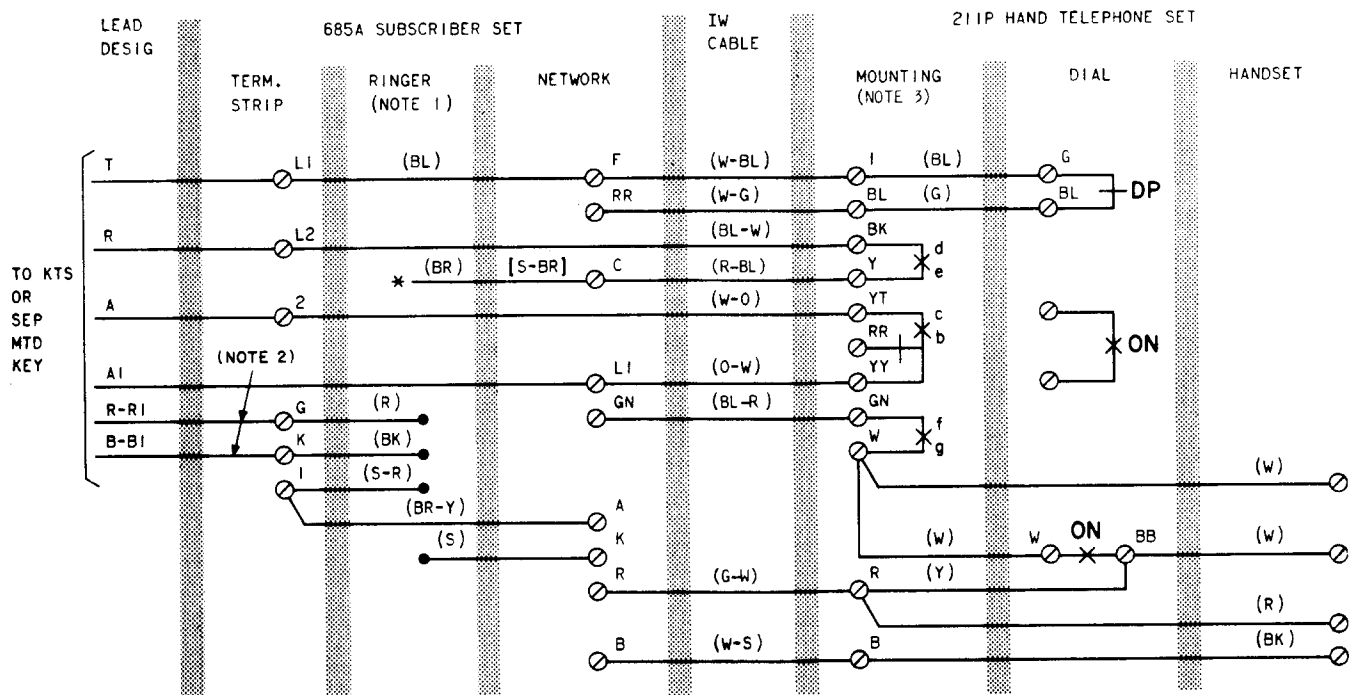 LEAD DESIG
685A SUBSCRIBER SET
IW CABLE
211P HAND TELEPHONE SET
TERM. STRIP
RINGER (NOTE 1)
NETWORK
MOUNTING (NOTE 3)
DIAL
HANDSET
T L1 (BL) F (W-BL) 1 (BL) G
RR (W-G) BL (G) BL DP
R L2 (BL-W) BK d
* (BR) [S-BR] C (R-BL) Y e
TO KTS OR SEP MTD KEY
A 2 (W-O) YT c
RR b ON
(NOTE 2)
A1 L1 (O-W) YY
R-R1 G (R) GN (BL-R) GN f
B-B1 K (BK) W g
1 (S-R) (W)
(BR-Y) A
(S) K (W) W ON BB (W)
R (G-W) R (Y)
(R)
B (W-S) B (BK)